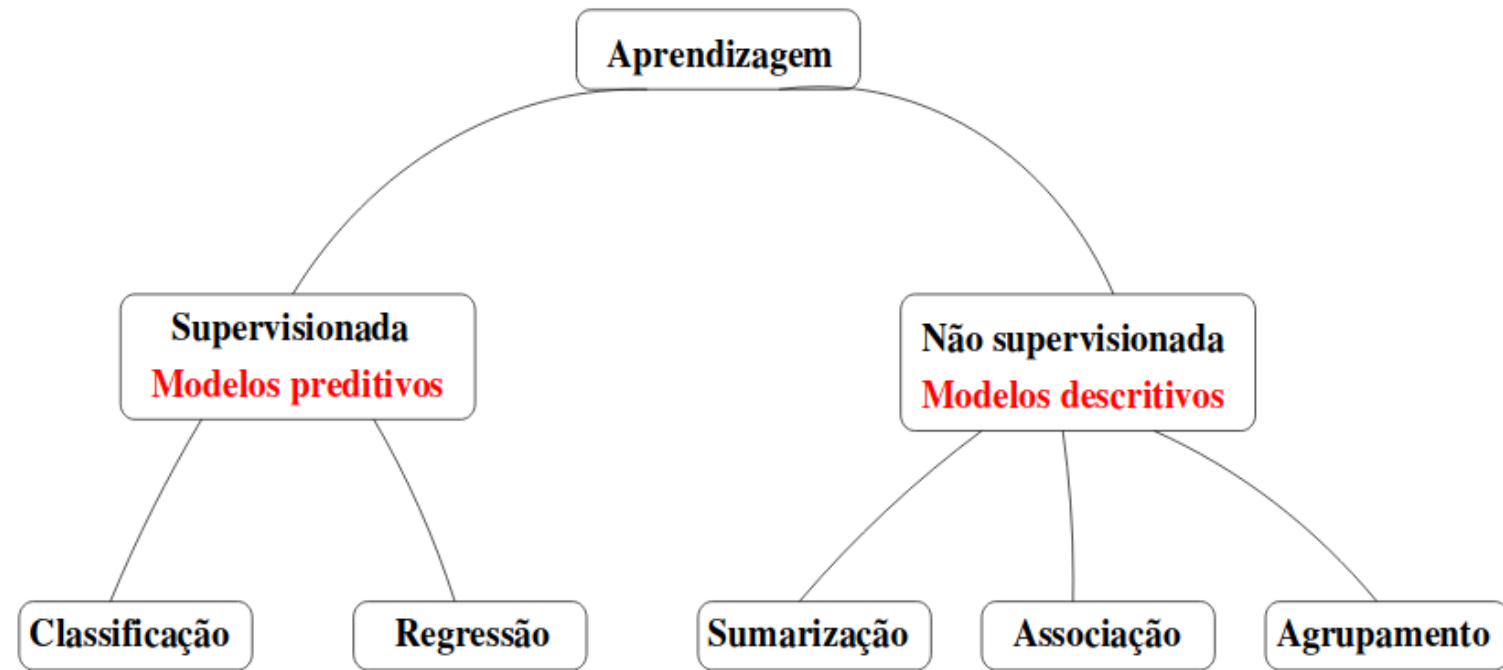 Aprendizagem
Supervisionada
Modelos preditivos
Não supervisionada
Modelos descritivos
Classificação
Regressão
Sumarização
Associação
Agrupamento